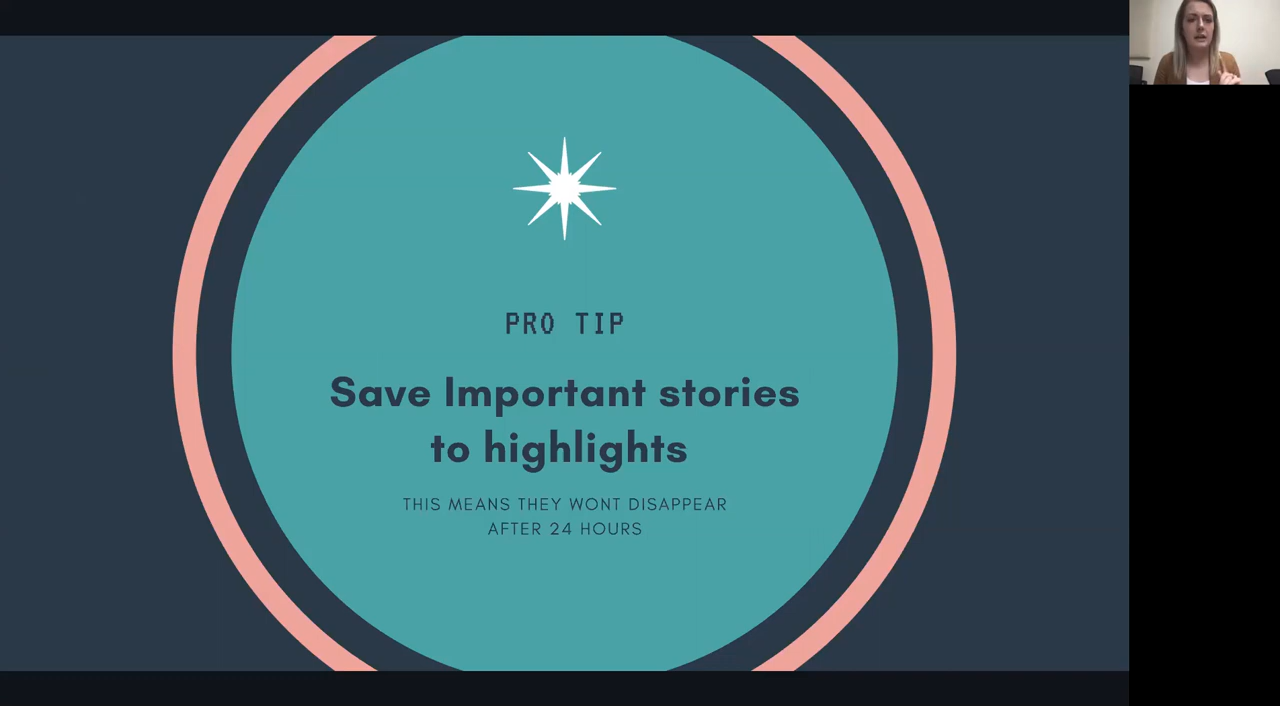 PRO TIP
Save Important stories
to highlights
THIS MEANS THEY WONT DISAPPEAR
AFTER 24 HOURS